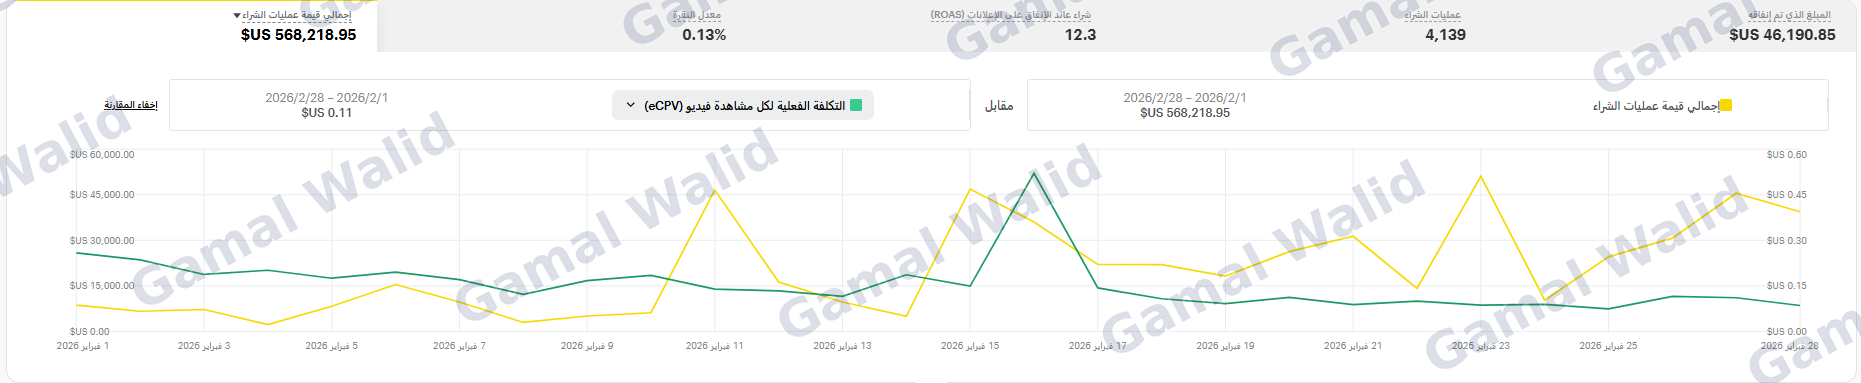 المبلغ الذي تم إنفاقه
$US 46,190.85
عمليات الشراء
4,139
شراء عائد الإنفاق على الإعلانات (ROAS)
12.3
معدل النقرة
0.13%
إجمالي قيمة عمليات الشراء
$US 568,218.95
إجمالي قيمة عمليات الشراء
2026/2/28 – 2026/2/1
$US 568,218.95
مقابل
التكلفة الفعلية لكل مشاهدة فيديو (eCPV)
2026/2/28 – 2026/2/1
$US 0.11
إخفاء المقارنة
$US 60,000.00
$US 45,000.00
$US 30,000.00
$US 15,000.00
$US 0.00
$US 0.60
$US 0.45
$US 0.30
$US 0.15
$US 0.00
1 فبراير 2026
3 فبراير 2026
5 فبراير 2026
7 فبراير 2026
9 فبراير 2026
11 فبراير 2026
13 فبراير 2026
15 فبراير 2026
17 فبراير 2026
19 فبراير 2026
21 فبراير 2026
23 فبراير 2026
25 فبراير 2026
28 فبراير 2026
Gamal Walid